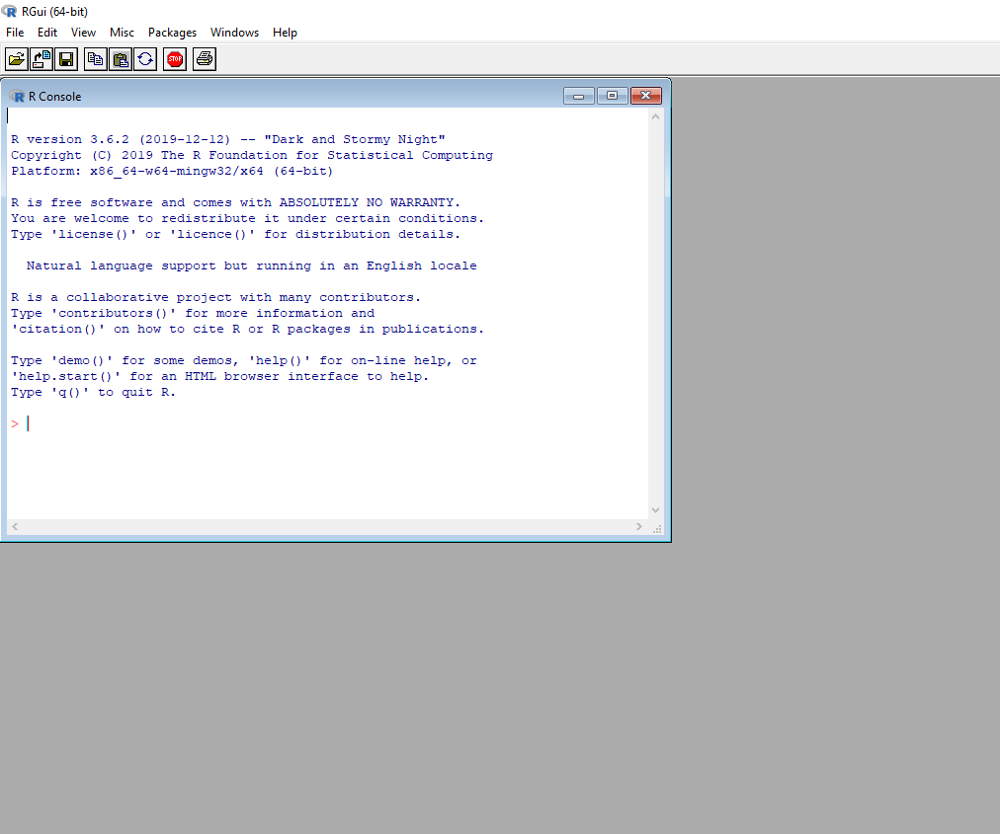 RGui (64-bit)
File Edit View Misc Packages Windows Help
STOP
R Console
R version 3.6.2 (2019-12-12) -- "Dark and Stormy Night"
Copyright (C) 2019 The R Foundation for Statistical Computing
Platform: x86_64-w64-mingw32/x64 (64-bit)
R is free software and comes with ABSOLUTELY NO WARRANTY.
You are welcome to redistribute it under certain conditions.
Type 'license()' or 'licence()' for distribution details.
Natural language support but running in an English locale
R is a collaborative project with many contributors.
Type 'contributors()' for more information and
'citation()' on how to cite R or R packages in publications.
Type 'demo()' for some demos, 'help()' for on-line help, or
'help.start()' for an HTML browser interface to help.
Type 'q()' to quit R.
>